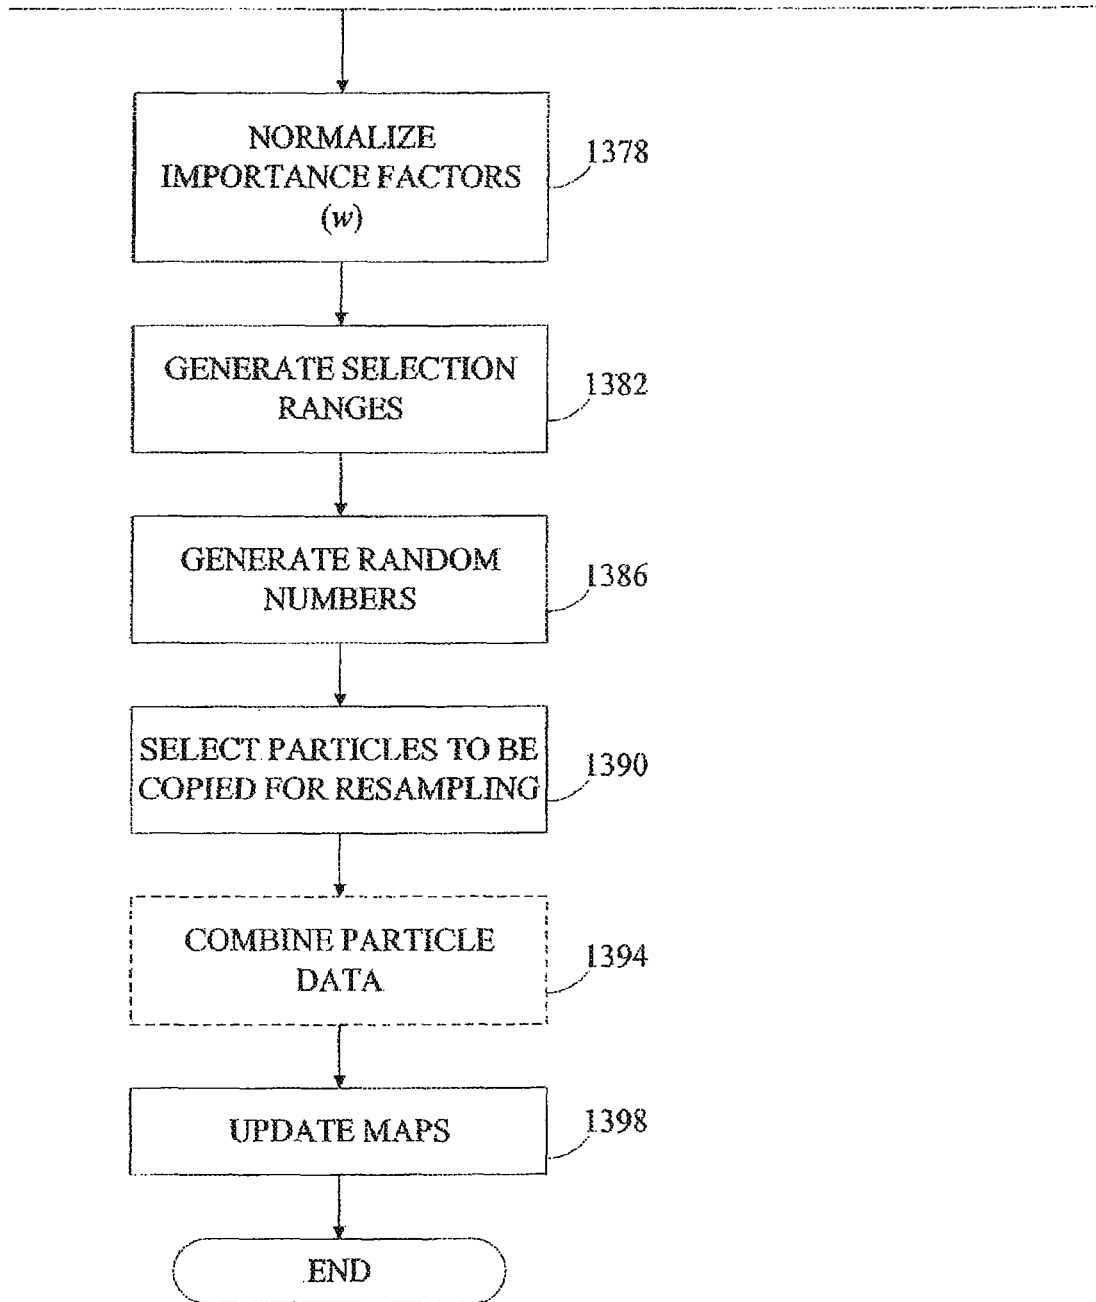 NORMALIZE
IMPORTANCE FACTORS
(w)
1378
GENERATE SELECTION
RANGES
1382
GENERATE RANDOM
NUMBERS
1386
SELECT PARTICLES TO BE
COPIED FOR RESAMPLING
1390
COMBINE PARTICLE
DATA
1394
UPDATE MAPS
1398
END